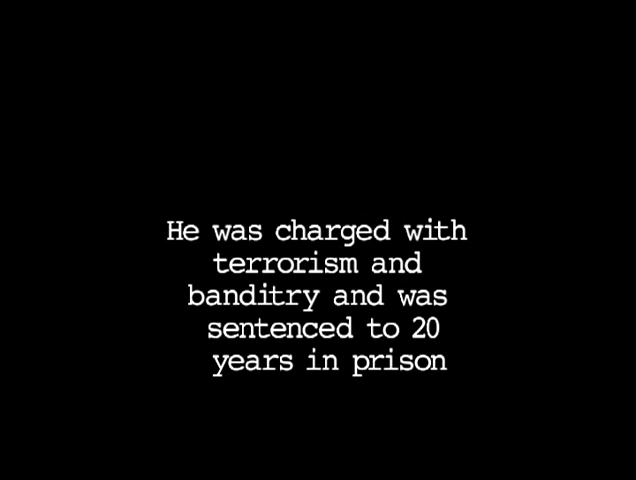 He was charged with
terrorism and
banditry and was
sentenced to 20
years in prison